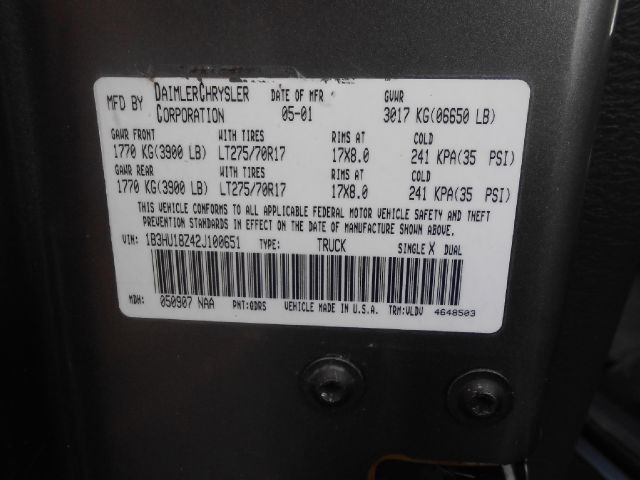 MFD BY DAIMLERCHRYSLER CORPORATION DATE OF MFR 05-01 GVWR 3017 KG(06650 LB)
GAWR FRONT WITH TIRES RIMS AT COLD
1770 KG(3900 LB) LT275/70R17 17X8.0 241 KPA(35 PSI)
GAWR REAR WITH TIRES RIMS AT COLD
1770 KG(3900 LB) LT275/70R17 17X8.0 241 KPA(35 PSI)
THIS VEHICLE CONFORMS TO ALL APPLICABLE FEDERAL MOTOR VEHICLE SAFETY AND THEFT
PREVENTION STANDARDS IN EFFECT ON THE DATE OF MANUFACTURE SHOWN ABOVE.
VIN: 1B3HU18Z42J100651 TYPE: TRUCK SINGLE X DUAL
MDH: 050907 NAA PNT:QDRS VEHICLE MADE IN U.S.A. TRM:VLDV 4648503